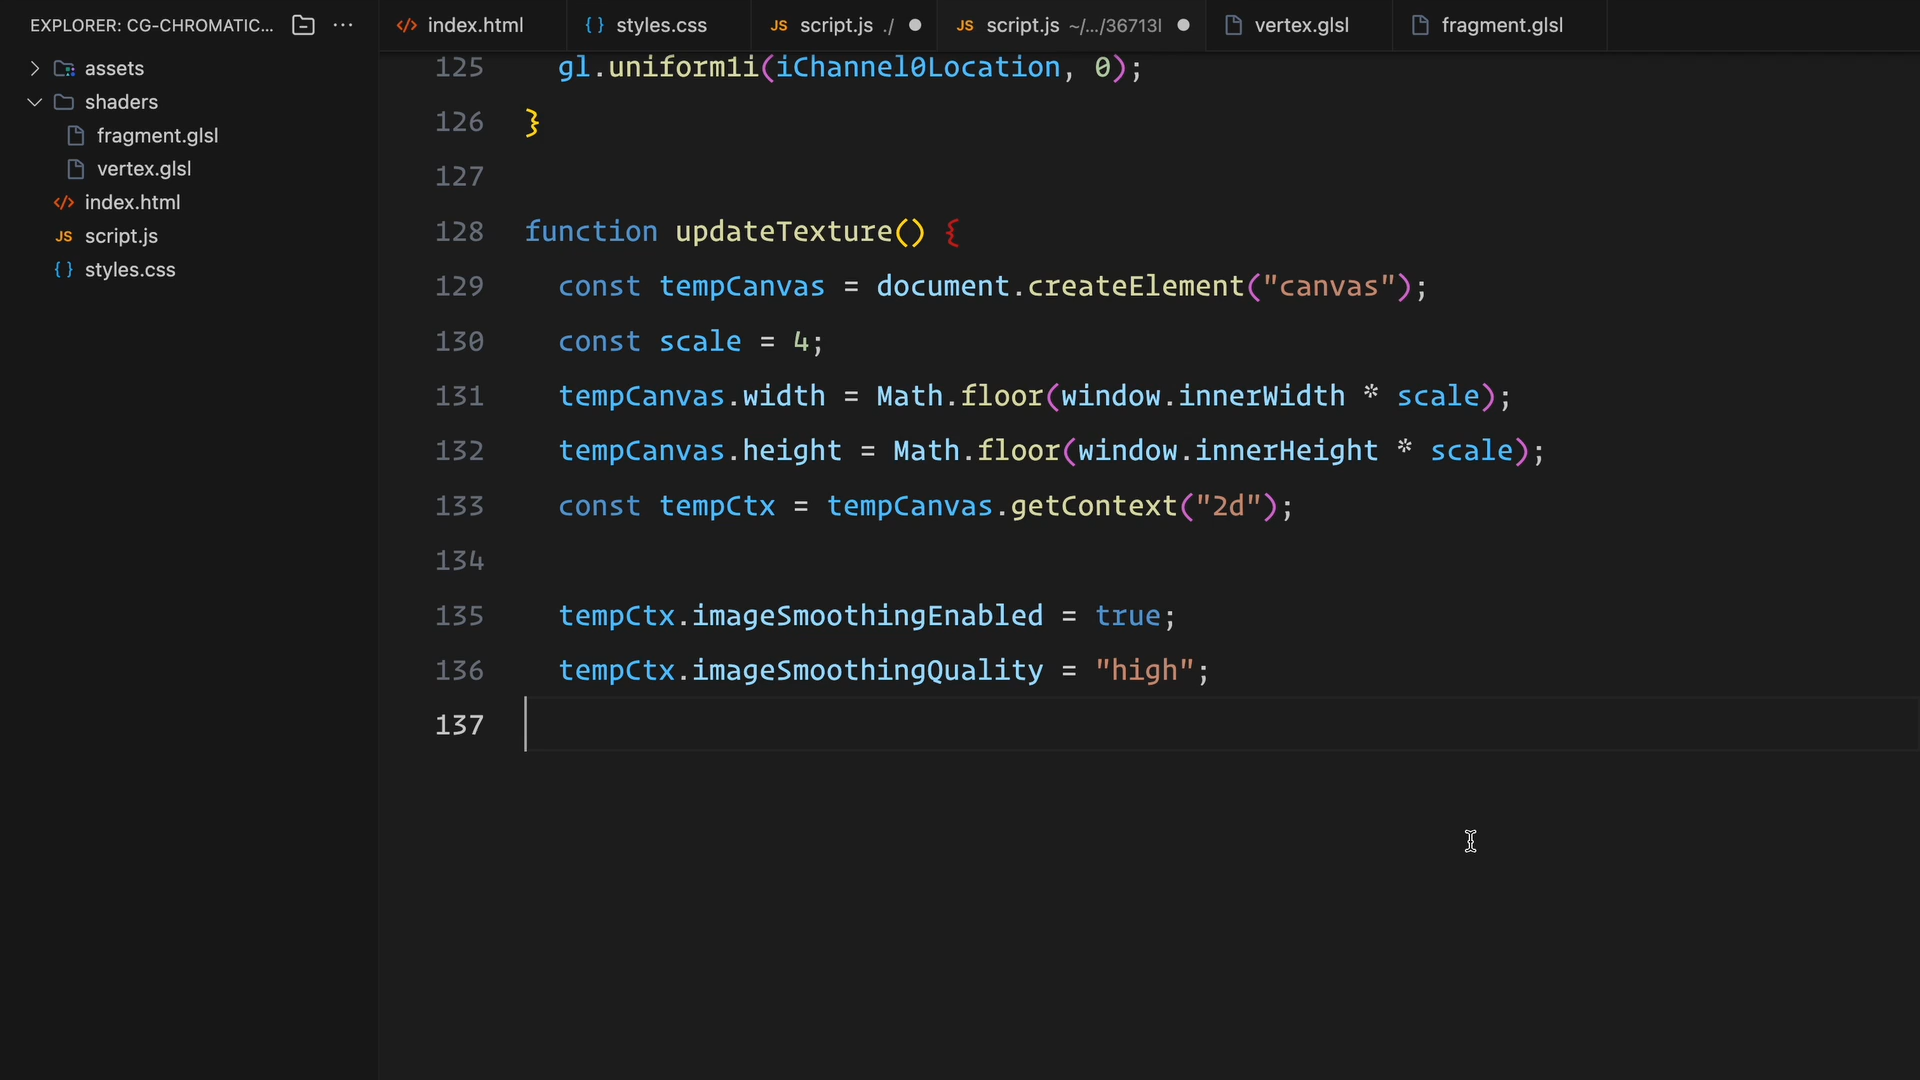 EXPLORER: CG-CHROMATIC...
assets
shaders
fragment.glsl
vertex.glsl
index.html
JS script.js
{ } styles.css
index.html
{ } styles.css
JS script.js ./
JS script.js ~/.../36713l
vertex.glsl
fragment.glsl
125 gl.uniform1i(iChannel0Location, 0);
126 }
127
128 function updateTexture() {
129 const tempCanvas = document.createElement("canvas");
130 const scale = 4;
131 tempCanvas.width = Math.floor(window.innerWidth * scale);
132 tempCanvas.height = Math.floor(window.innerHeight * scale);
133 const tempCtx = tempCanvas.getContext("2d");
134
135 tempCtx.imageSmoothingEnabled = true;
136 tempCtx.imageSmoothingQuality = "high";
137